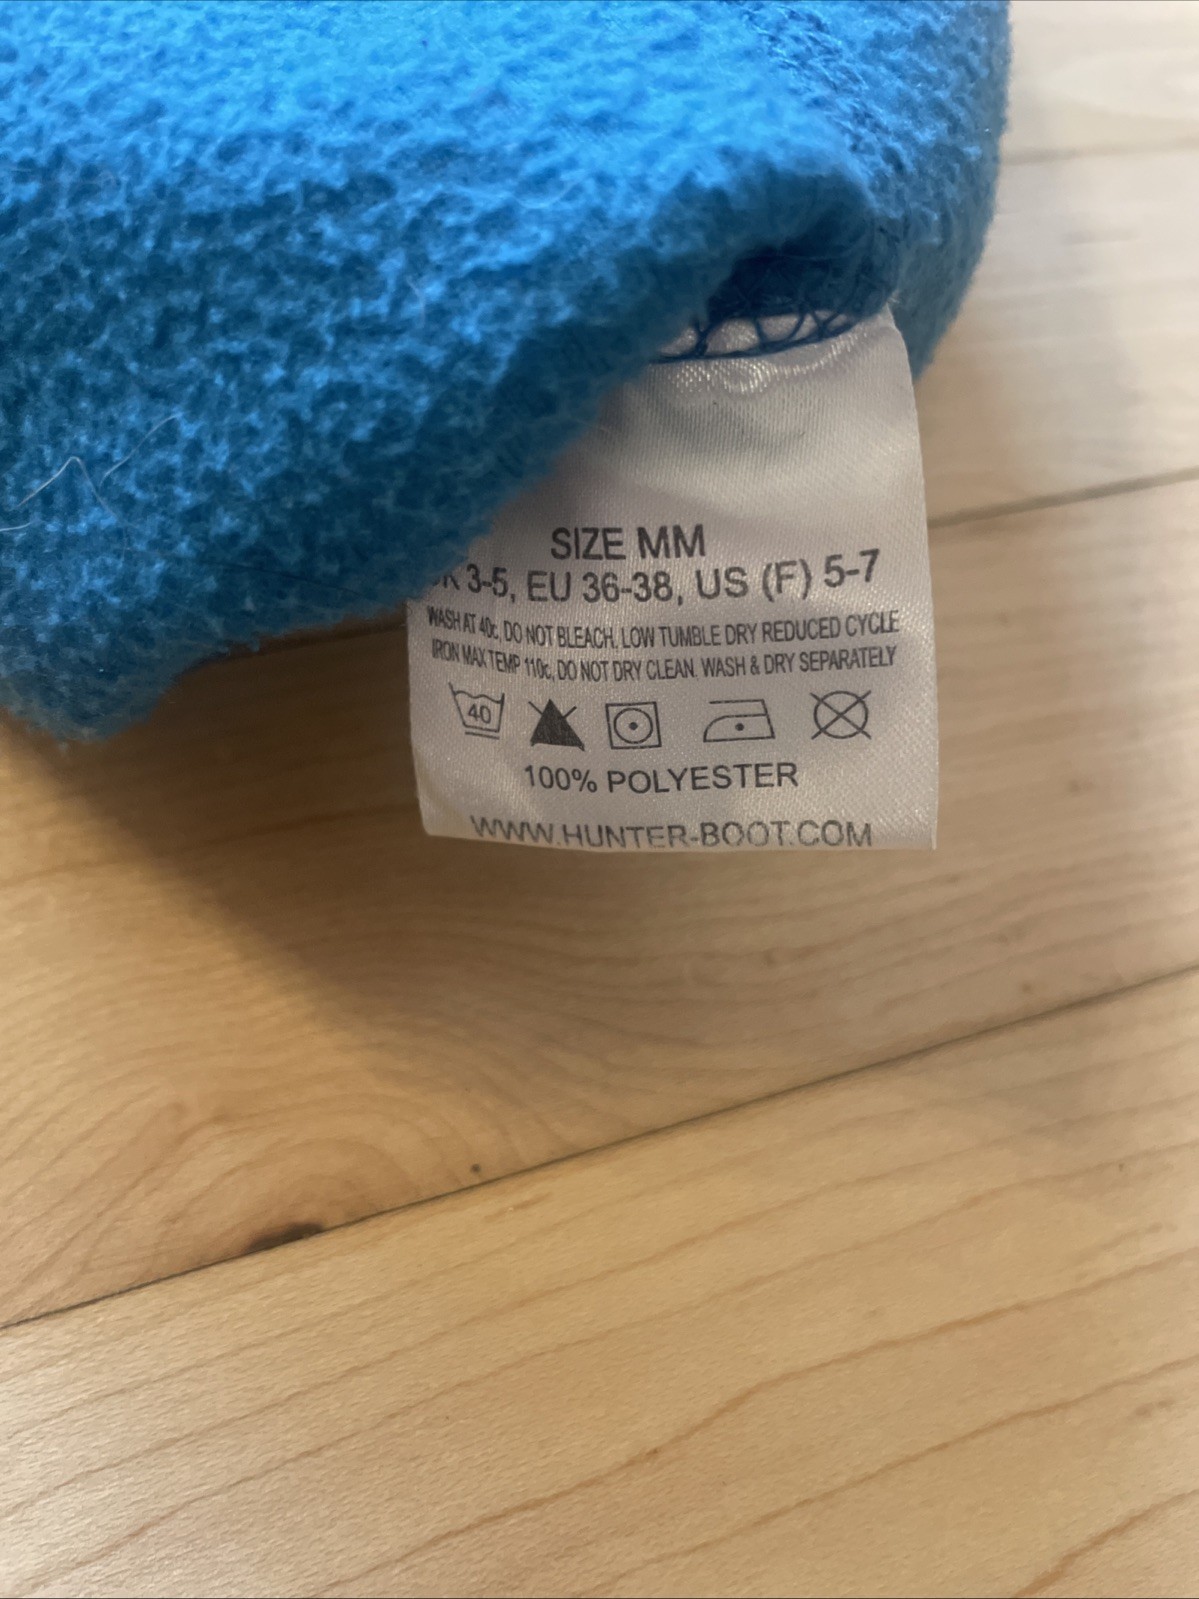 SIZE MM
3-5, EU 36-38, US (F) 5-7
WASH AT 40c, DO NOT BLEACH, LOW TUMBLE DRY REDUCED CYCLE
IRON MAX TEMP 110c, DO NOT DRY CLEAN. WASH & DRY SEPARATELY
40
100% POLYESTER
WWW.HUNTER-BOOT.COM